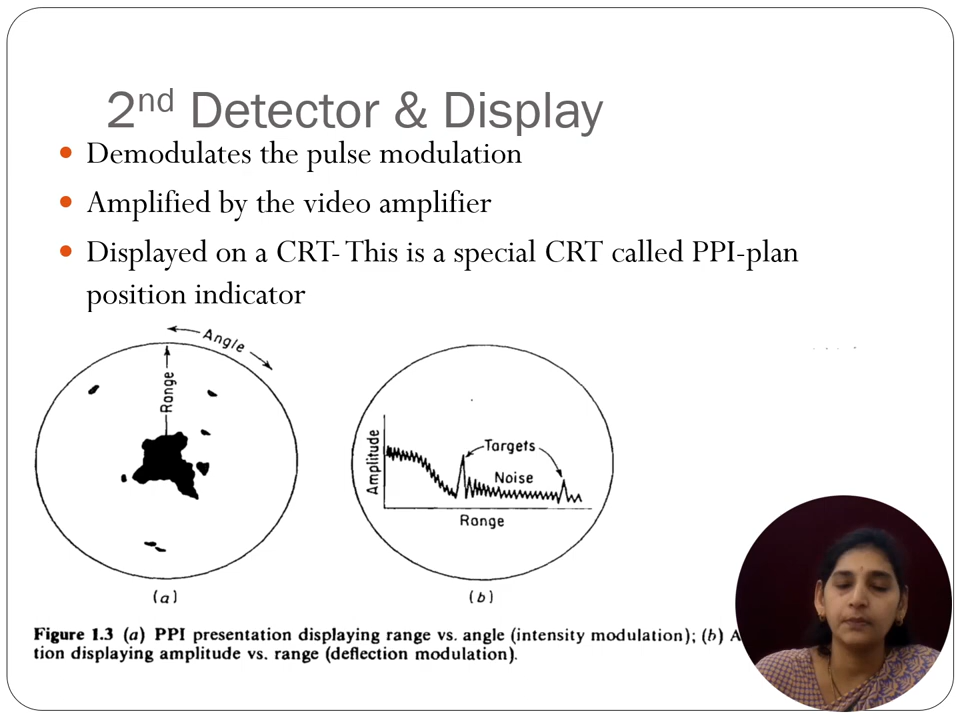 2nd Detector & Display
Demodulates the pulse modulation
Amplified by the video amplifier
Displayed on a CRT- This is a special CRT called PPI-plan
position indicator
Angle
Range
Amplitude
Targets
Noise
Range
(a)
(b)
Figure 1.3 (a) PPI presentation displaying range vs. angle (intensity modulation); (b) A
tion displaying amplitude vs. range (deflection modulation).